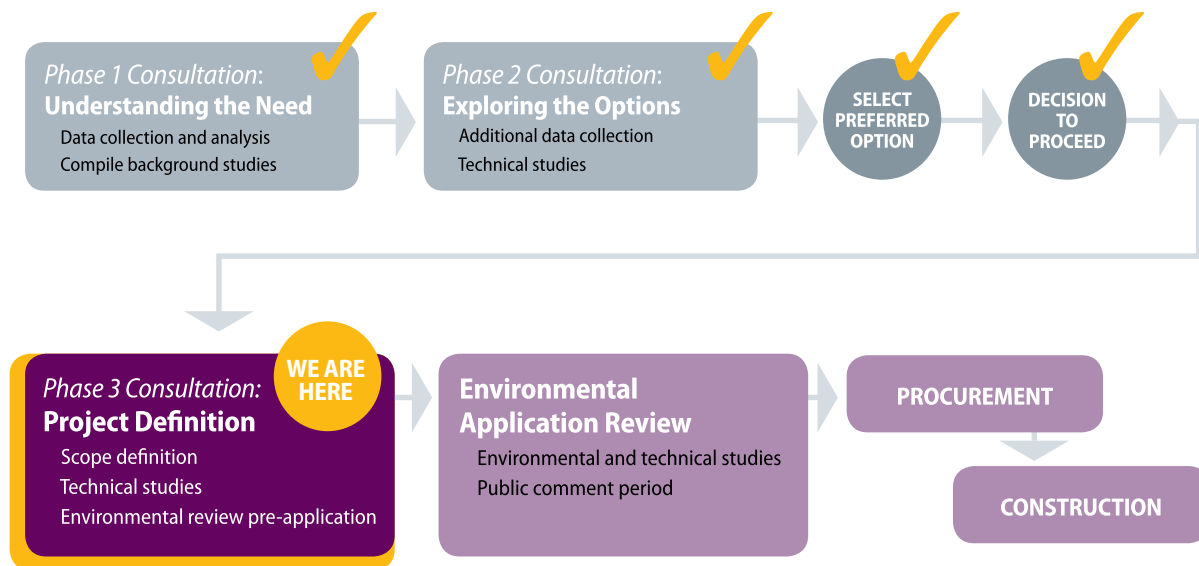 Phase 1 Consultation:
Understanding the Need
Data collection and analysis
Compile background studies
Phase 2 Consultation:
Exploring the Options
Additional data collection
Technical studies
SELECT
PREFERRED
OPTION
DECISION
TO
PROCEED
Phase 3 Consultation:
Project Definition
Scope definition
Technical studies
Environmental review pre-application
WE ARE
HERE
Environmental
Application Review
Environmental and technical studies
Public comment period
PROCUREMENT
CONSTRUCTION